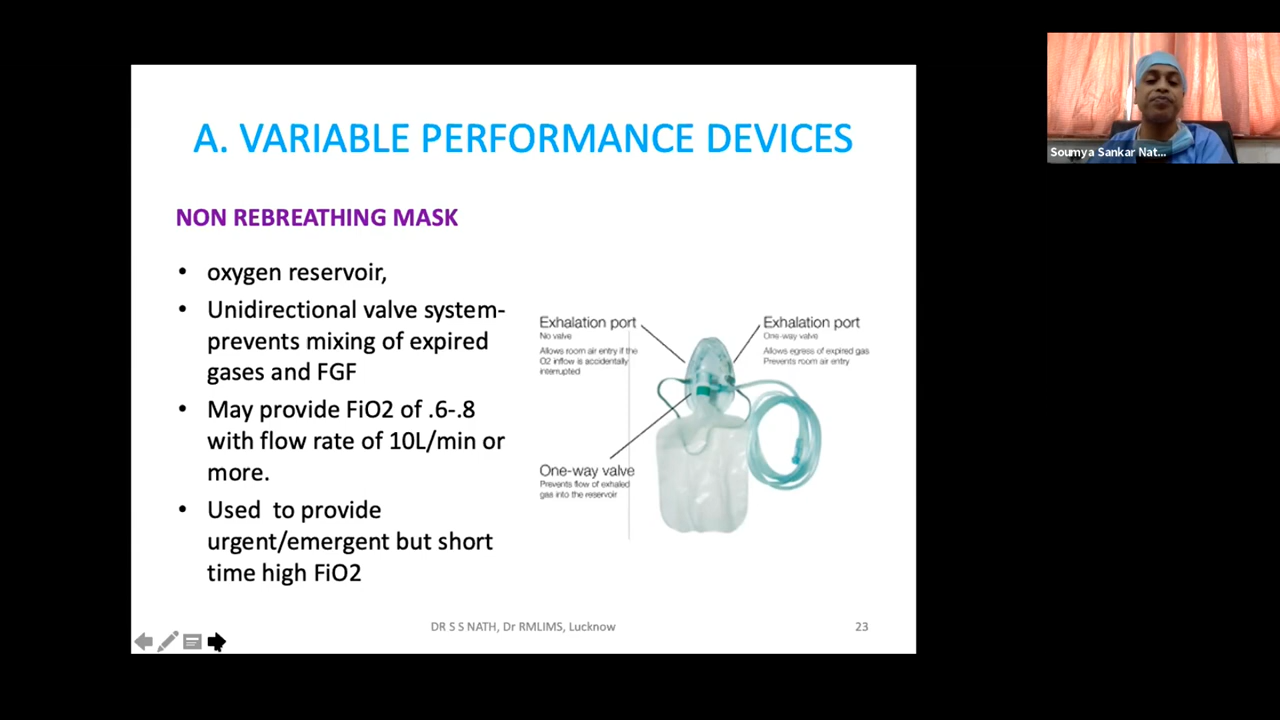 A. VARIABLE PERFORMANCE DEVICES
Soumya Sankar Nat...
NON REBREATHING MASK
• oxygen reservoir,
• Unidirectional valve system-
prevents mixing of expired
gases and FGF
• May provide FiO2 of .6-.8
with flow rate of 10L/min or
more.
• Used to provide
urgent/emergent but short
time high FiO2
Exhalation port
No valve
Allows room air entry if the
O2 inflow is accidentally
interrupted
Exhalation port
One-way valve
Allows egress of expired gas
Prevents room air entry
One-way valve
Prevents flow of exhaled
gas into the reservoir
DR S S NATH, Dr RMLIMS, Lucknow
23